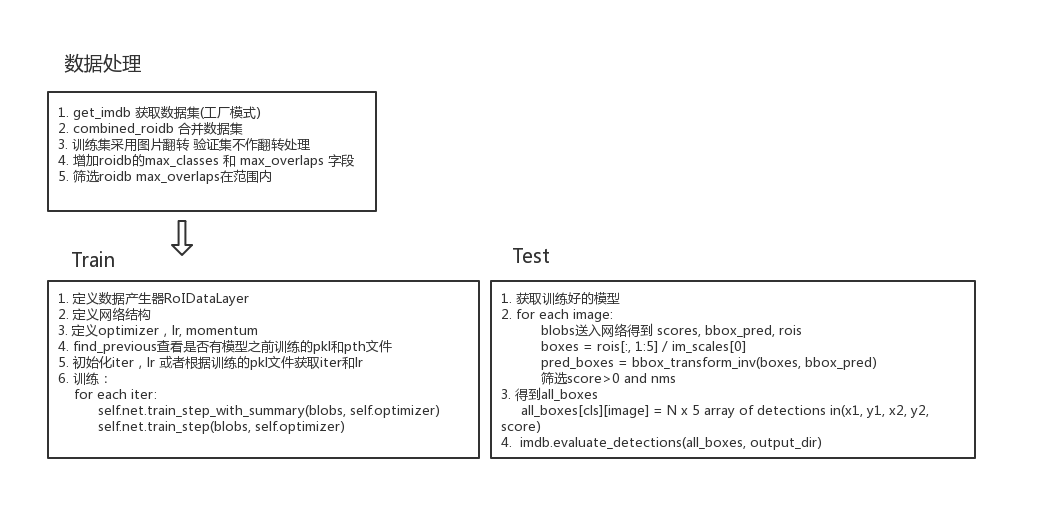 数据处理
1. get_imdb 获取数据集(工厂模式)
2. combined_roidb 合并数据集
3. 训练集采用图片翻转 验证集不作翻转处理
4. 增加roidb的max_classes 和 max_overlaps 字段
5. 筛选roidb max_overlaps在范围内
Train
1. 定义数据产生器RoIDataLayer
2. 定义网络结构
3. 定义optimizer，lr, momentum
4. find_previous查看是否有模型之前训练的pkl和pth文件
5. 初始化iter，lr 或者根据训练的pkl文件获取iter和lr
6. 训练：
for each iter:
self.net.train_step_with_summary(blobs, self.optimizer)
self.net.train_step(blobs, self.optimizer)
Test
1. 获取训练好的模型
2. for each image:
blobs送入网络得到 scores, bbox_pred, rois
boxes = rois[:, 1:5] / im_scales[0]
pred_boxes = bbox_transform_inv(boxes, bbox_pred)
筛选score>0 and nms
3. 得到all_boxes
all_boxes[cls][image] = N x 5 array of detections in(x1, y1, x2, y2,
score)
4. imdb.evaluate_detections(all_boxes, output_dir)